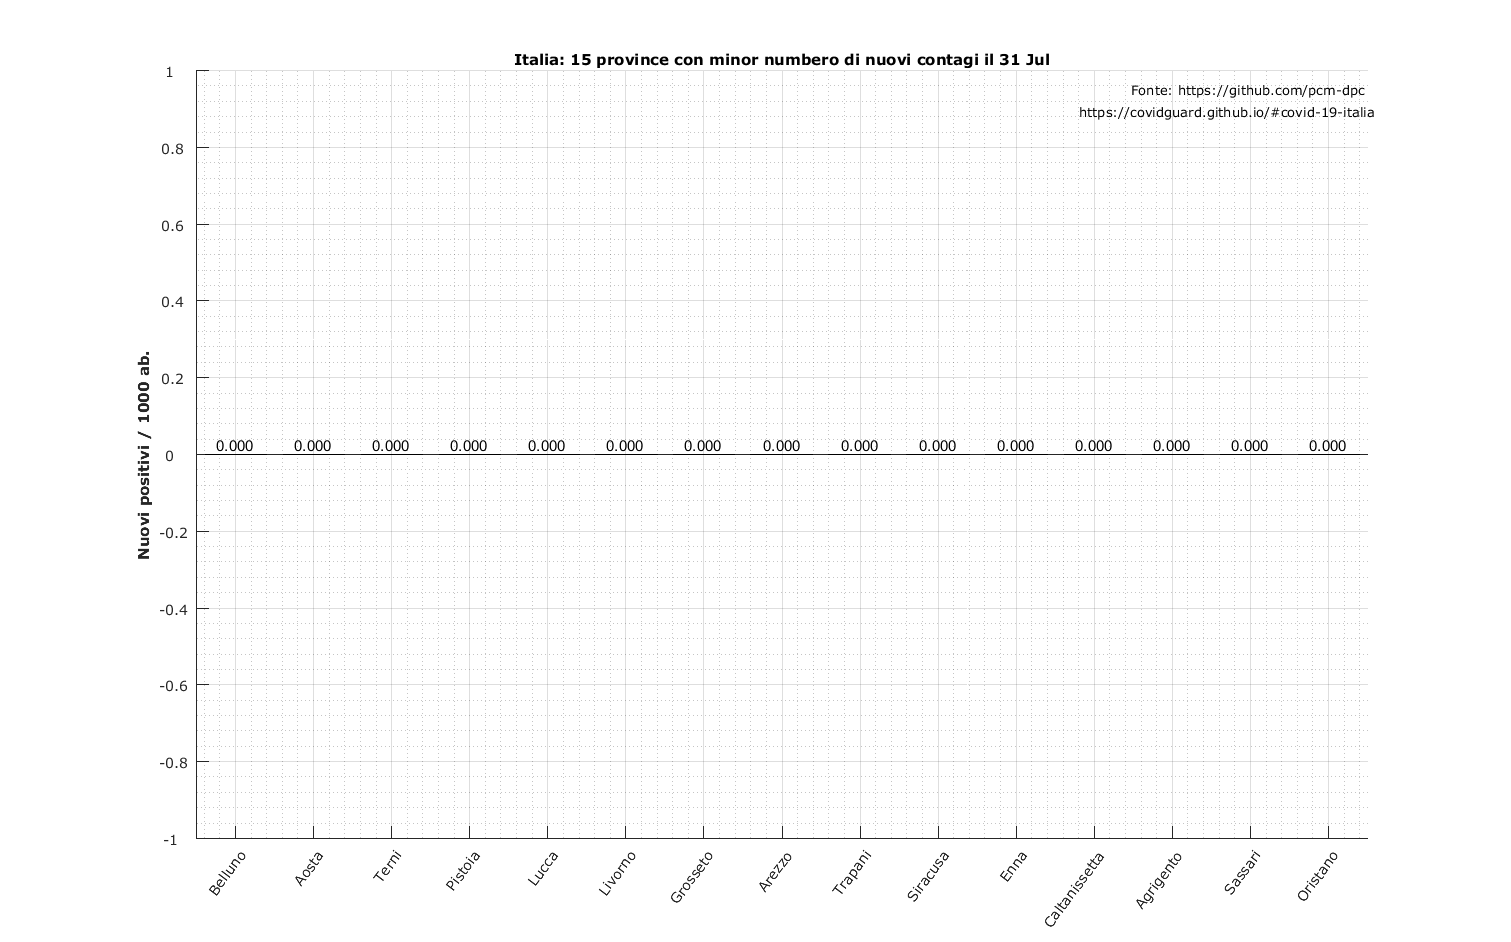 Italia: 15 province con minor numbero di nuovi contagi il 31 Jul
Fonte: https://github.com/pcm-dpc
https://covidguard.github.io/#covid-19-italia
Nuovi positivi / 1000 ab.
1
0.8
0.6
0.4
0.2
0
-0.2
-0.4
-0.6
-0.8
-1
0.000 0.000 0.000 0.000 0.000 0.000 0.000 0.000 0.000 0.000 0.000 0.000 0.000 0.000 0.000
Belluno Aosta Terni Pistoia Lucca Livorno Grosseto Arezzo Trapani Siracusa Enna Caltanissetta Agrigento Sassari Oristano